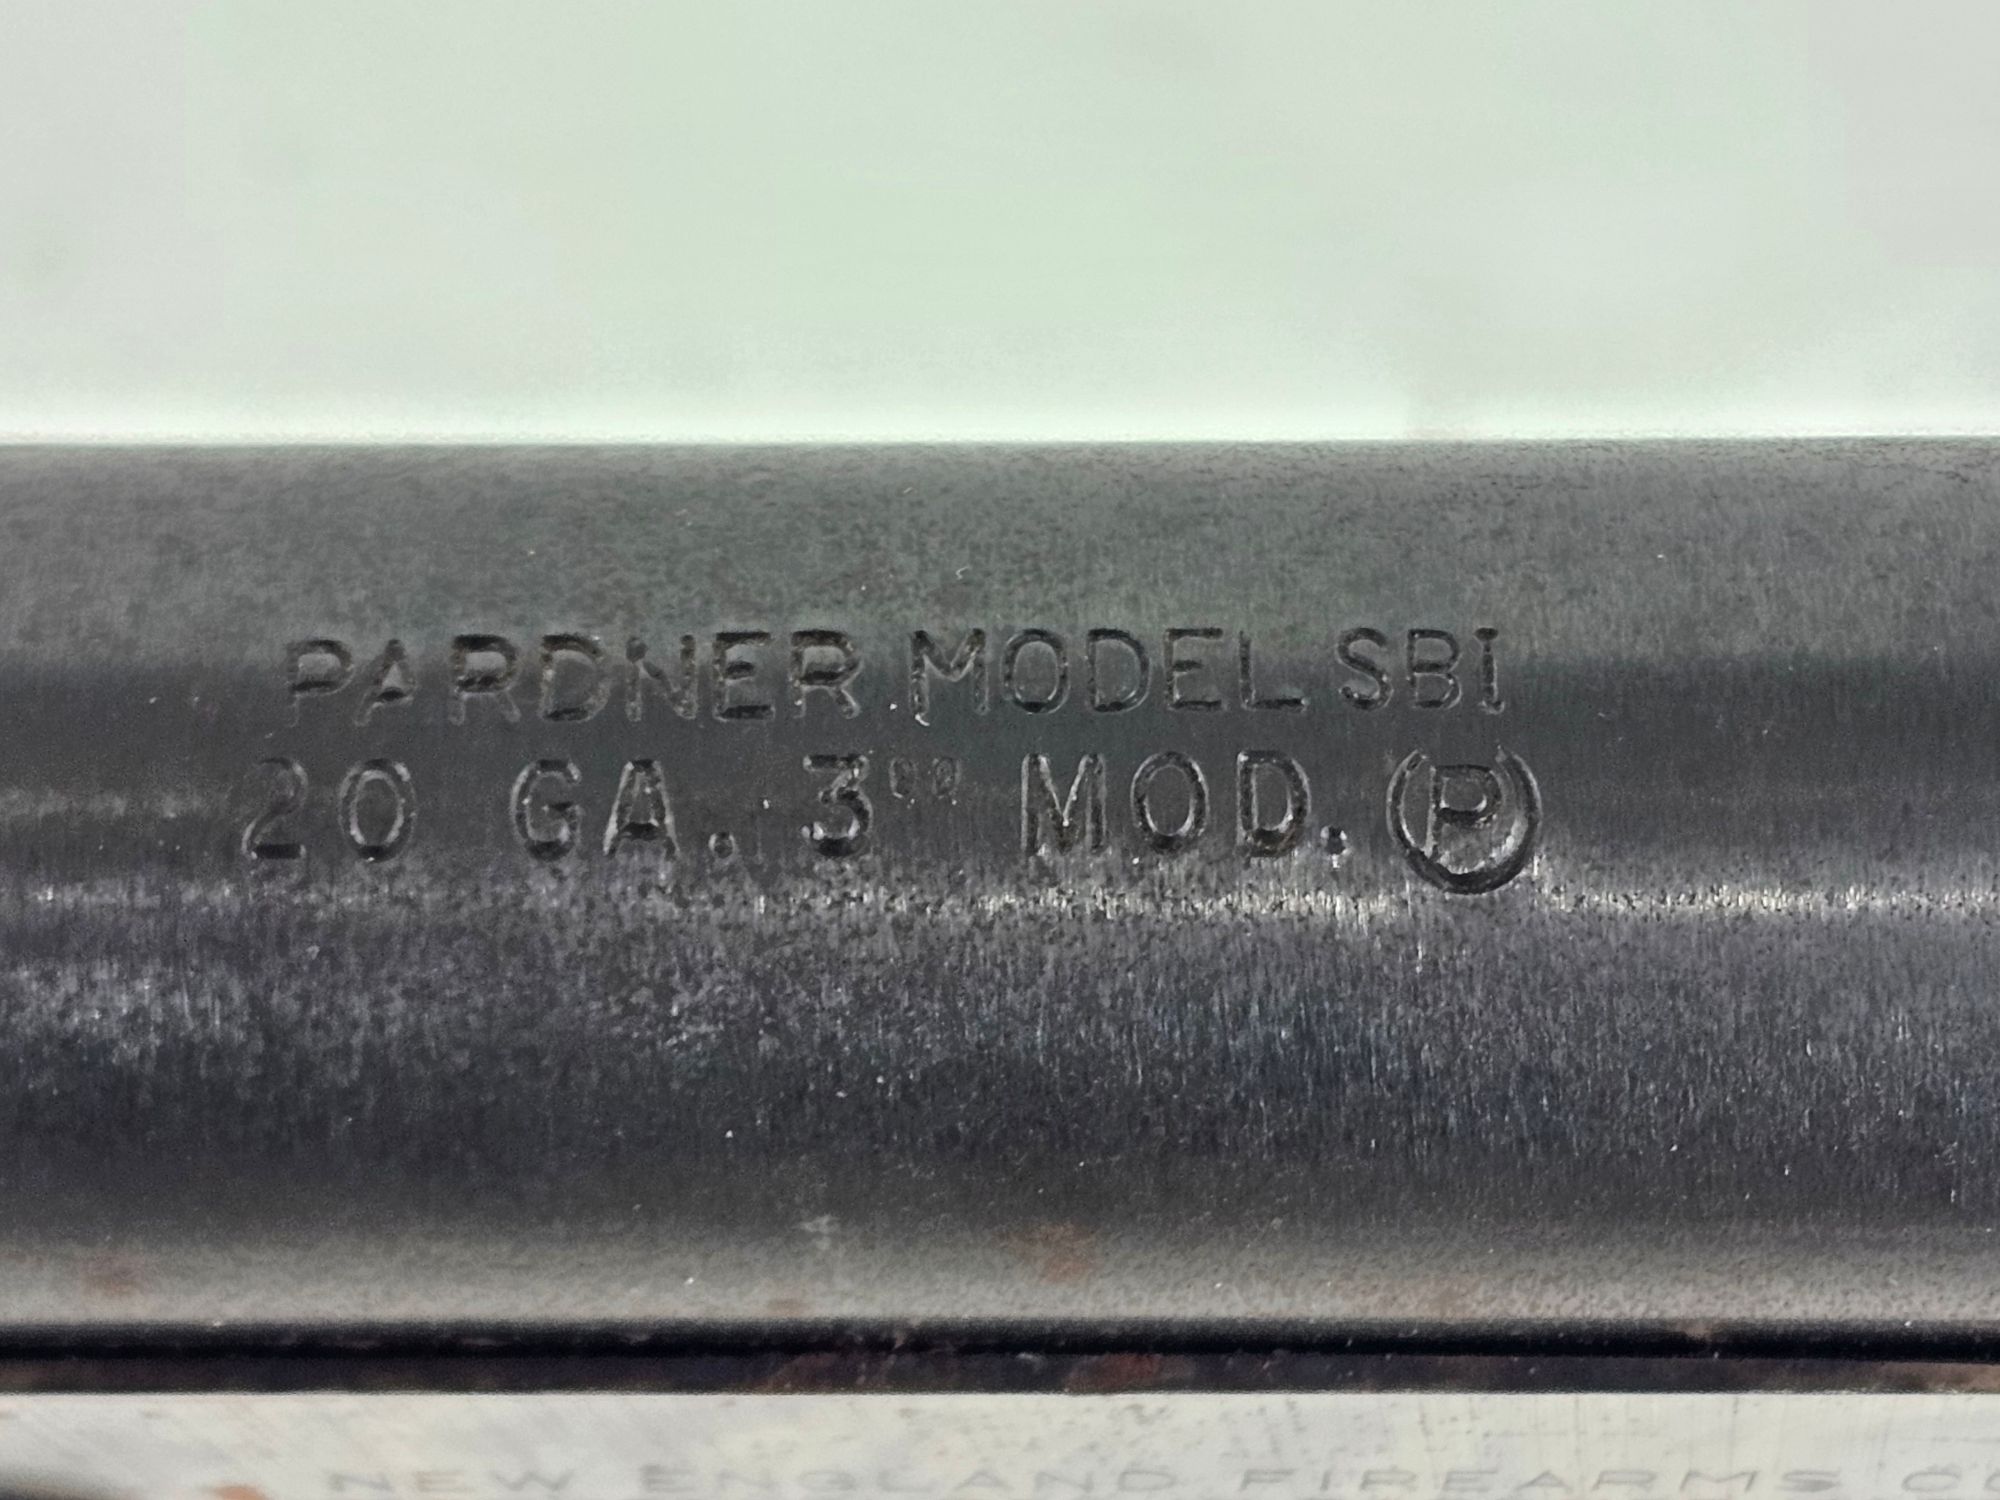 PARDNER MODEL SBI
20 GA. 3" MOD. Ⓟ
NEW ENGLAND FIREARMS CO